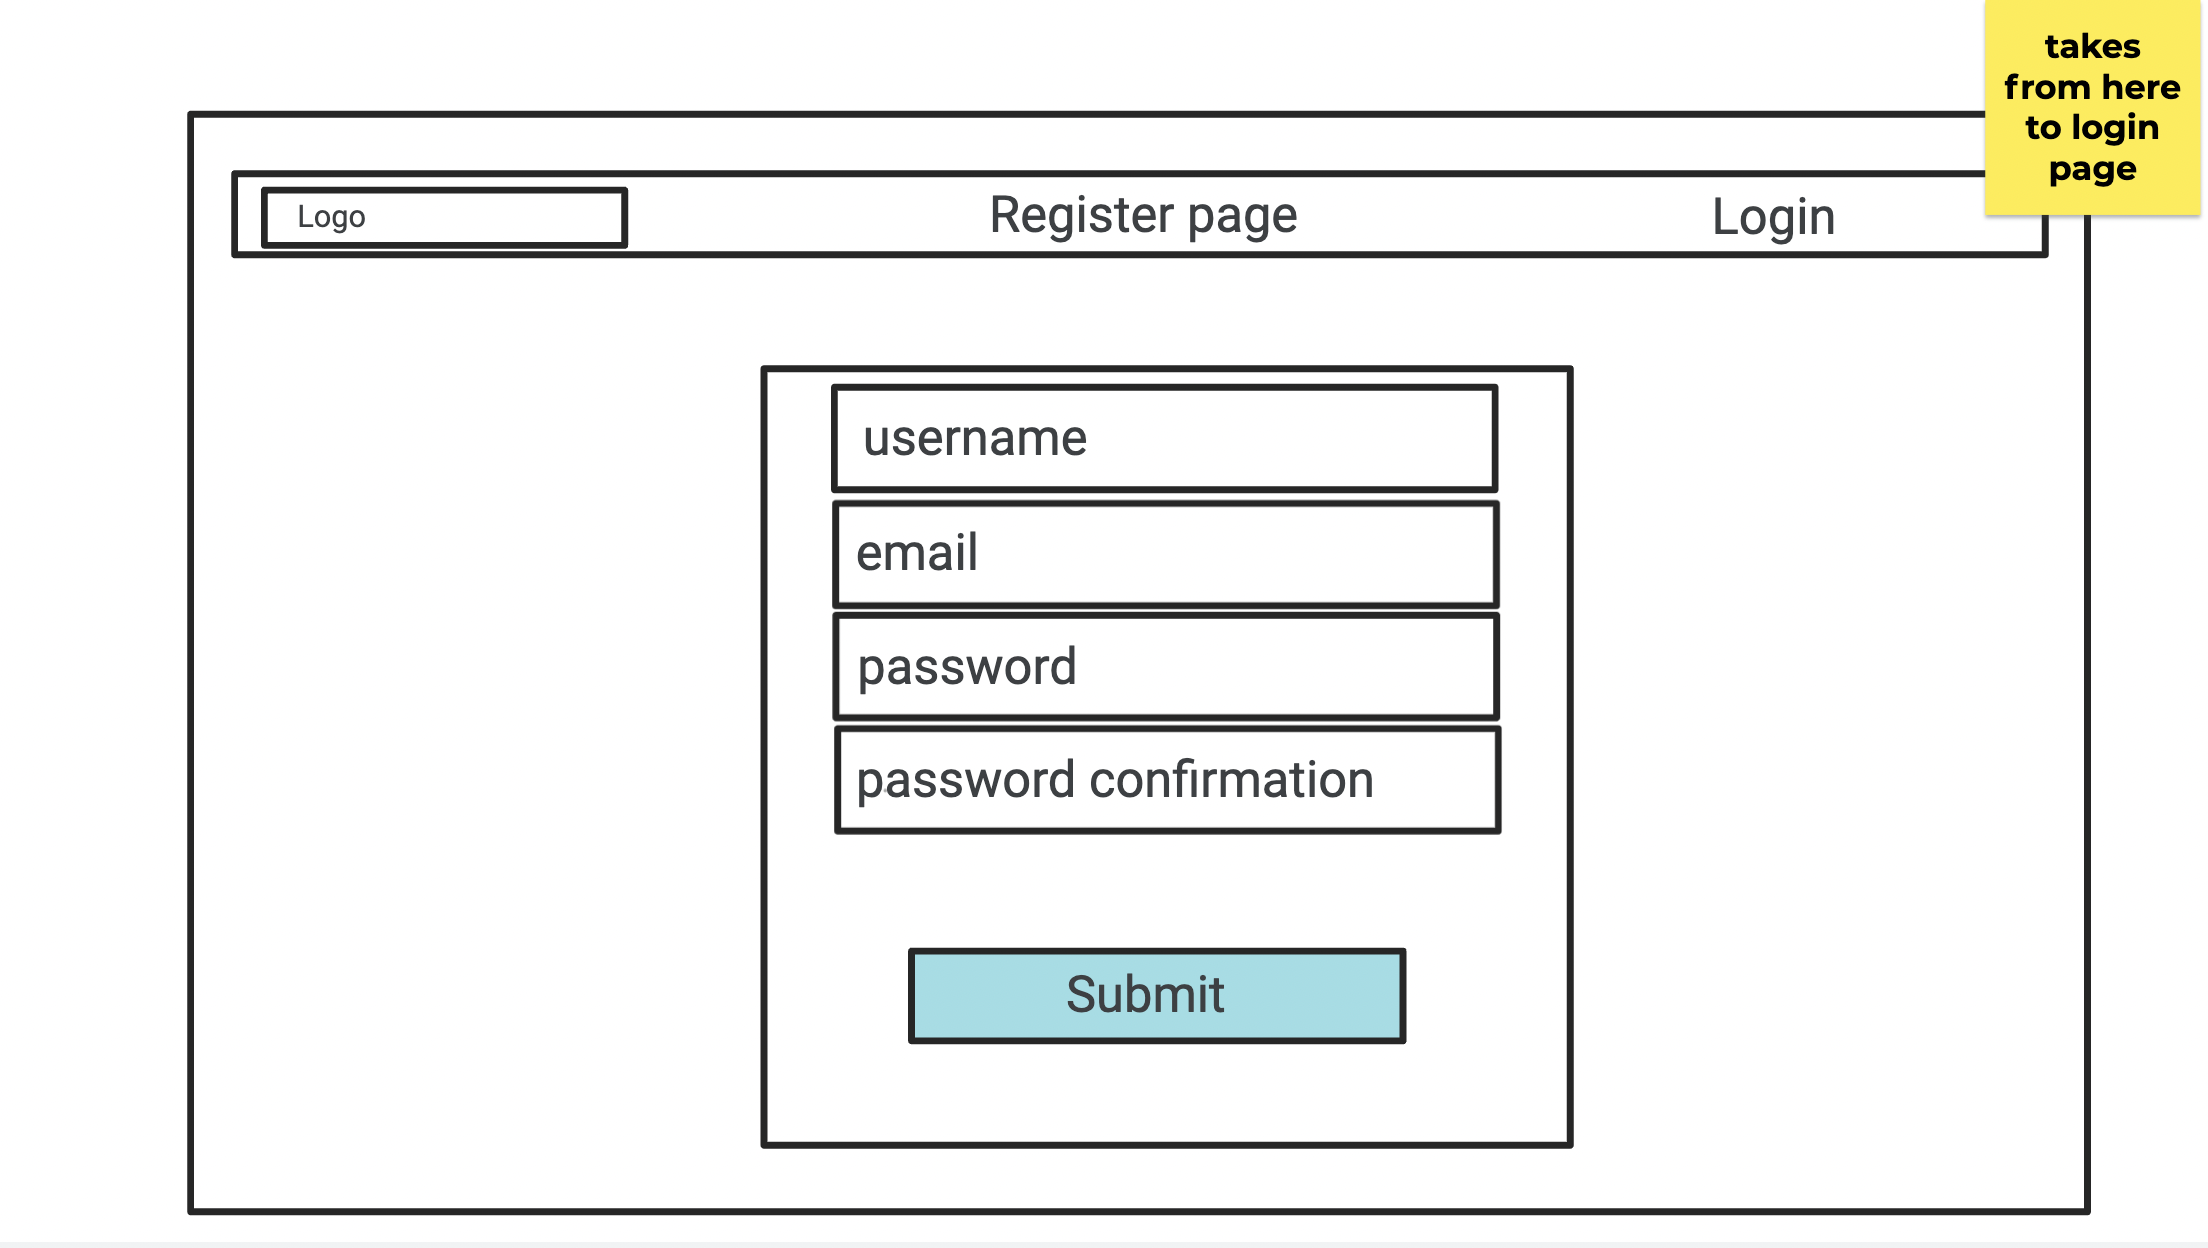 takes
from here
to login
page
Logo
Register page
Login
username
email
password
password confirmation
Submit